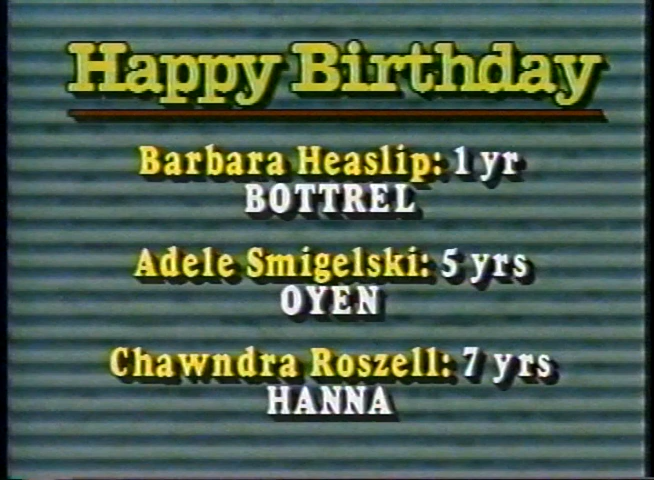 Happy Birthday
Barbara Heaslip: 1 yr
BOTTREL
Adele Smigelski: 5 yrs
OYEN
Chawndra Roszell: 7 yrs
HANNA